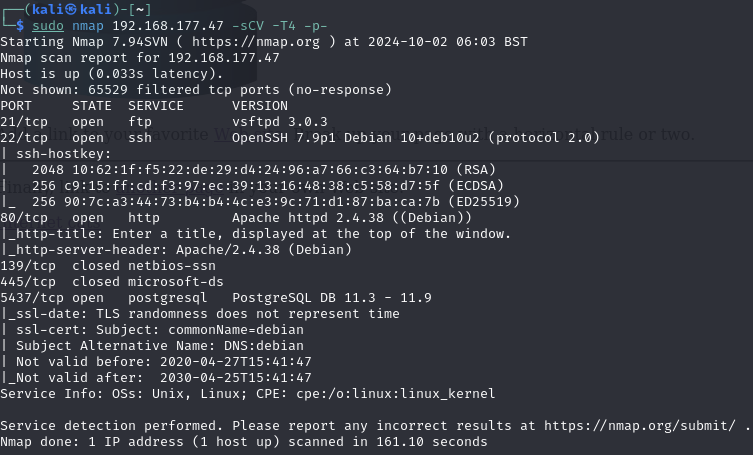 ┌──(kali㉿kali)-[~]
└─$ sudo nmap 192.168.177.47 -sCV -T4 -p-
Starting Nmap 7.94SVN ( https://nmap.org ) at 2024-10-02 06:03 BST
Nmap scan report for 192.168.177.47
Host is up (0.033s latency).
Not shown: 65529 filtered tcp ports (no-response)
PORT     STATE  SERVICE      VERSION
21/tcp   open   ftp          vsftpd 3.0.3
22/tcp   open   ssh          OpenSSH 7.9p1 Debian 10+deb10u2 (protocol 2.0)
| ssh-hostkey:
|   2048 10:62:1f:f5:22:de:29:d4:24:96:a7:66:c3:64:b7:10 (RSA)
|   256 c9:15:ff:cd:f3:97:ec:39:13:16:48:38:c5:58:d7:5f (ECDSA)
|_  256 90:7c:a3:44:73:b4:b4:4c:e3:9c:71:d1:87:ba:ca:7b (ED25519)
80/tcp   open   http         Apache httpd 2.4.38 ((Debian))
|_http-title: Enter a title, displayed at the top of the window.
|_http-server-header: Apache/2.4.38 (Debian)
139/tcp  closed netbios-ssn
445/tcp  closed microsoft-ds
5437/tcp open   postgresql   PostgreSQL DB 11.3 - 11.9
|_ssl-date: TLS randomness does not represent time
| ssl-cert: Subject: commonName=debian
| Subject Alternative Name: DNS:debian
| Not valid before: 2020-04-27T15:41:47
|_Not valid after:  2030-04-25T15:41:47
Service Info: OSs: Unix, Linux; CPE: cpe:/o:linux:linux_kernel

Service detection performed. Please report any incorrect results at https://nmap.org/submit/ .
Nmap done: 1 IP address (1 host up) scanned in 161.10 seconds